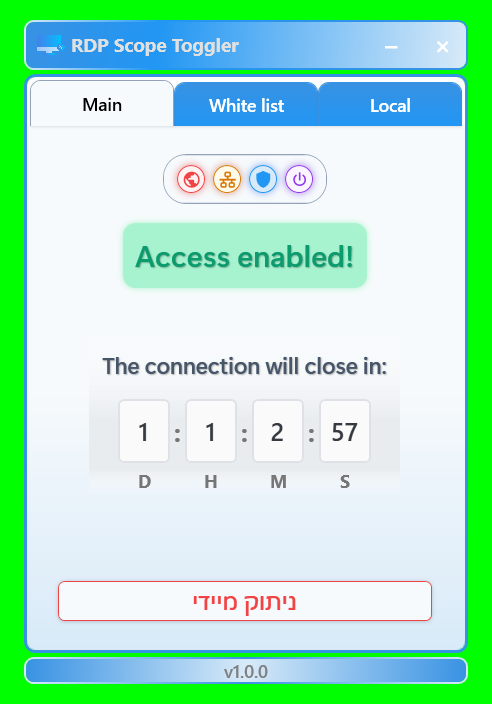 RDP Scope Toggler
Main White list Local
Access enabled!
The connection will close in:
1 : 1 : 2 : 57
D H M S
ניתוק מיידי
v1.0.0